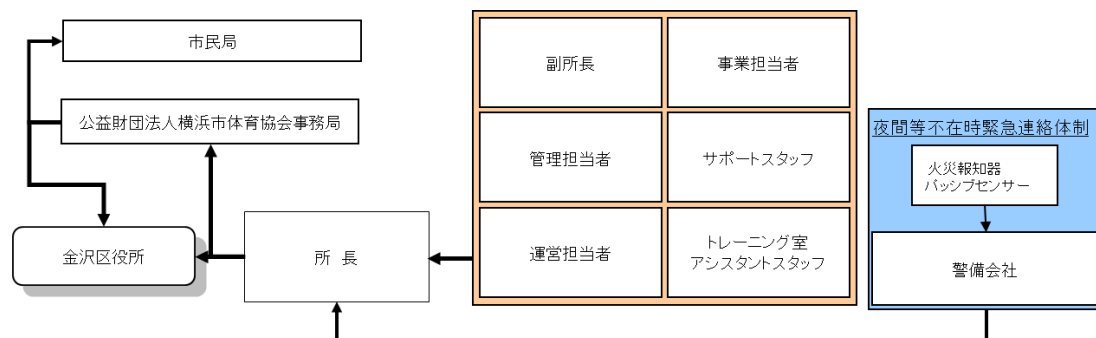 市民局
公益財団法人横浜市体育協会事務局
金沢区役所
所 長
副所長
事業担当者
管理担当者
サポートスタッフ
運営担当者
トレーニング室
アシスタントスタッフ
夜間等不在時緊急連絡体制
火災報知器
パッシブセンサー
警備会社